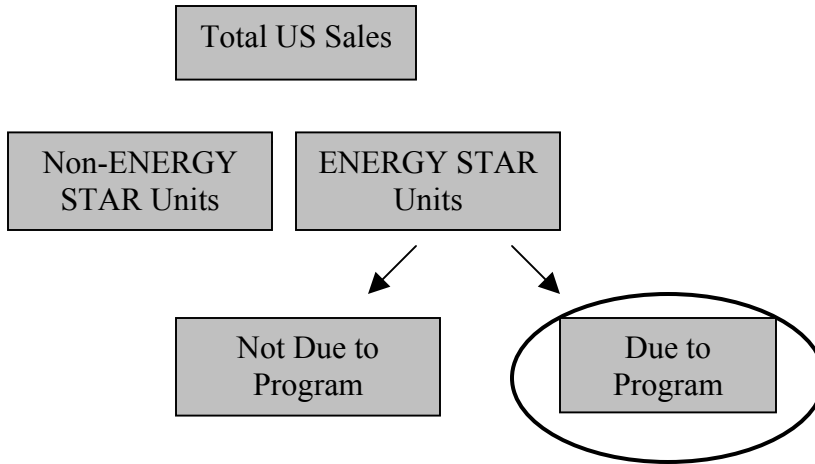 Total US Sales
Non-ENERGY
STAR Units
ENERGY STAR
Units
Not Due to
Program
Due to
Program